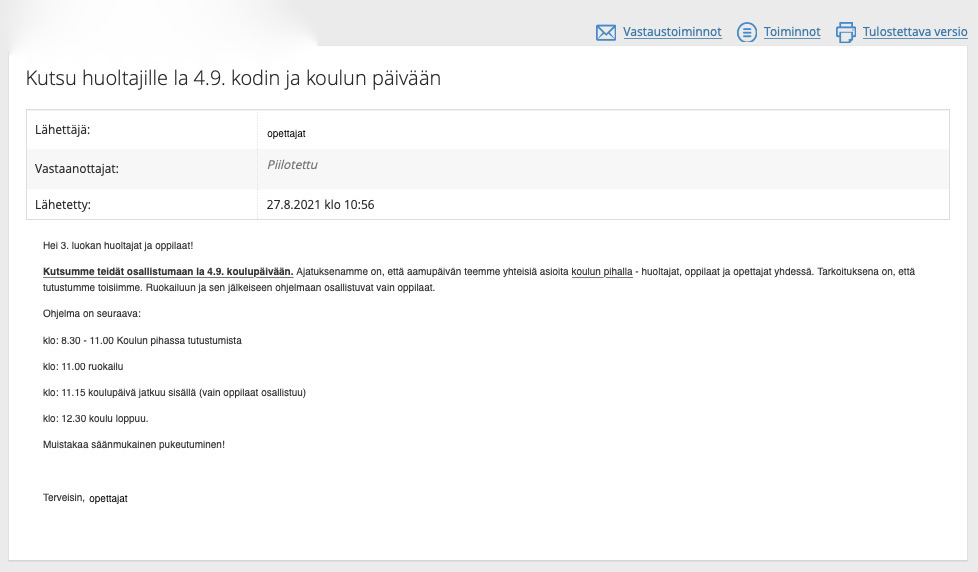 Vastaustoiminnot Toiminnot Tulostettava versio
Kutsu huoltajille la 4.9. kodin ja koulun päivään
Lähettäjä: opettajat
Vastaanottajat: Piilotettu
Lähetetty: 27.8.2021 klo 10:56
Hei 3. luokan huoltajat ja oppilaat!
Kutsumme teidät osallistumaan la 4.9. koulupäivään. Ajatuksenamme on, että aamupäivän teemme yhteisiä asioita koulun pihalla - huoltajat, oppilaat ja opettajat yhdessä. Tarkoituksena on, että
tutustumme toisiimme. Ruokailuun ja sen jälkeiseen ohjelmaan osallistuvat vain oppilaat.
Ohjelma on seuraava:
klo: 8.30 - 11.00 Koulun pihassa tutustumista
klo: 11.00 ruokailu
klo: 11.15 koulupäivä jatkuu sisällä (vain oppilaat osallistuu)
klo: 12.30 koulu loppuu.
Muistakaa säänmukainen pukeutuminen!
Terveisin, opettajat